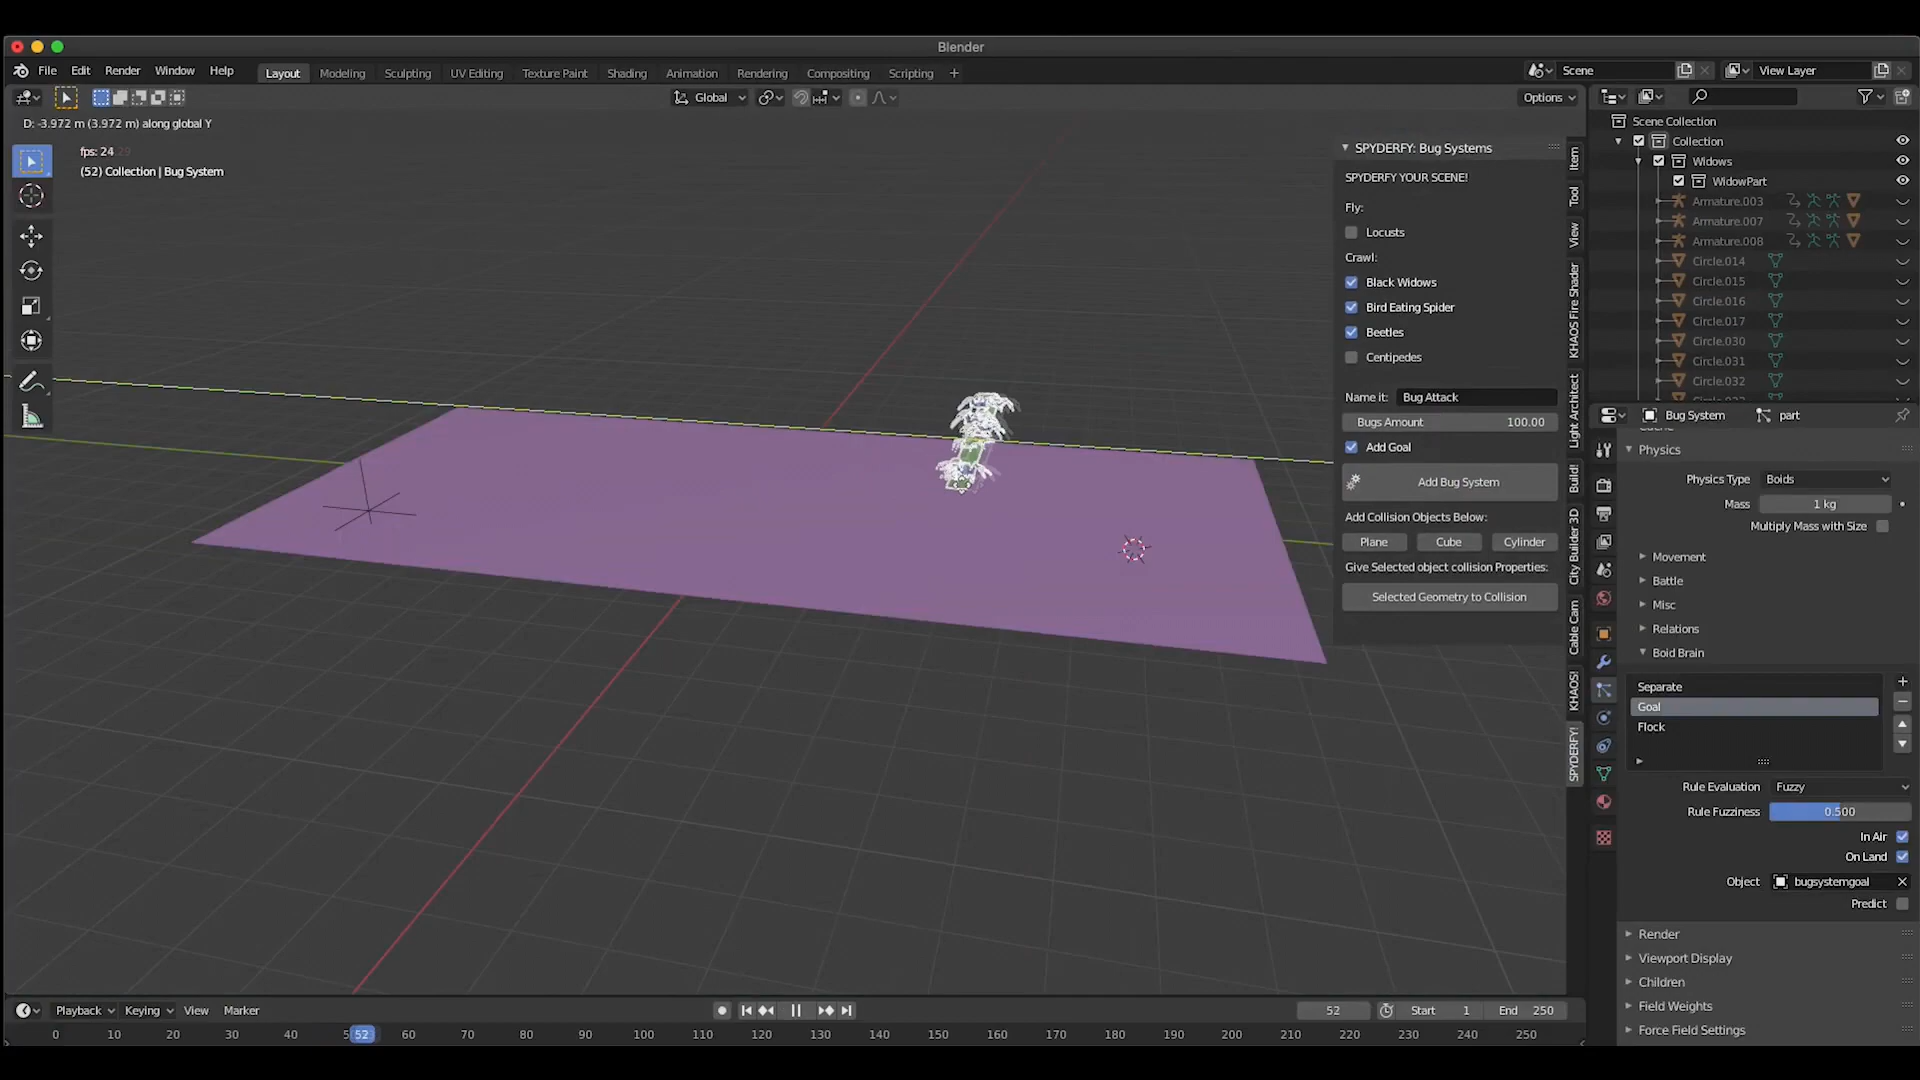 Blender
File Edit Render Window Help
Layout Modeling Sculpting UV Editing Texture Paint Shading Animation Rendering Compositing Scripting +
Scene
View Layer
Global
Options
D: -3.972 m (3.972 m) along global Y
fps: 24
(52) Collection | Bug System
SPYDERFY: Bug Systems
SPYDERFY YOUR SCENE!
Fly:
Locusts
Crawl:
Black Widows
Bird Eating Spider
Beetles
Centipedes
Name it: Bug Attack
Bugs Amount 100.00
Add Goal
Add Bug System
Add Collision Objects Below:
Plane Cube Cylinder
Give Selected object collision Properties:
Selected Geometry to Collision
Item
Tool
View
KHAOS Fire Shader
Light Architect
Build!
City Builder 3D
Cable Cam
KHAOS!
SPYDERFY!
Scene Collection
Collection
Widows
WidowPart
Armature.003
Armature.007
Armature.008
Circle.014
Circle.015
Circle.016
Circle.017
Circle.030
Circle.031
Circle.032
Bug System part
Physics
Physics Type Boids
Mass 1 kg
Multiply Mass with Size
Movement
Battle
Misc
Relations
Boid Brain
Separate
Goal
Flock
Rule Evaluation Fuzzy
Rule Fuzziness 0.500
In Air
On Land
Object bugsystemgoal
Predict
Render
Viewport Display
Children
Field Weights
Force Field Settings
Playback Keying View Marker
52
Start 1
End 250
0 10 20 30 40 5 52 60 70 80 90 100 110 120 130 140 150 160 170 180 190 200 210 220 230 240 250